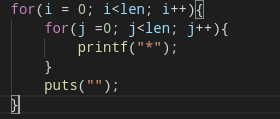 for(i = 0; i<len; i++){
    for(j =0; j<len; j++){
        printf("*");
    }
    puts("");
}